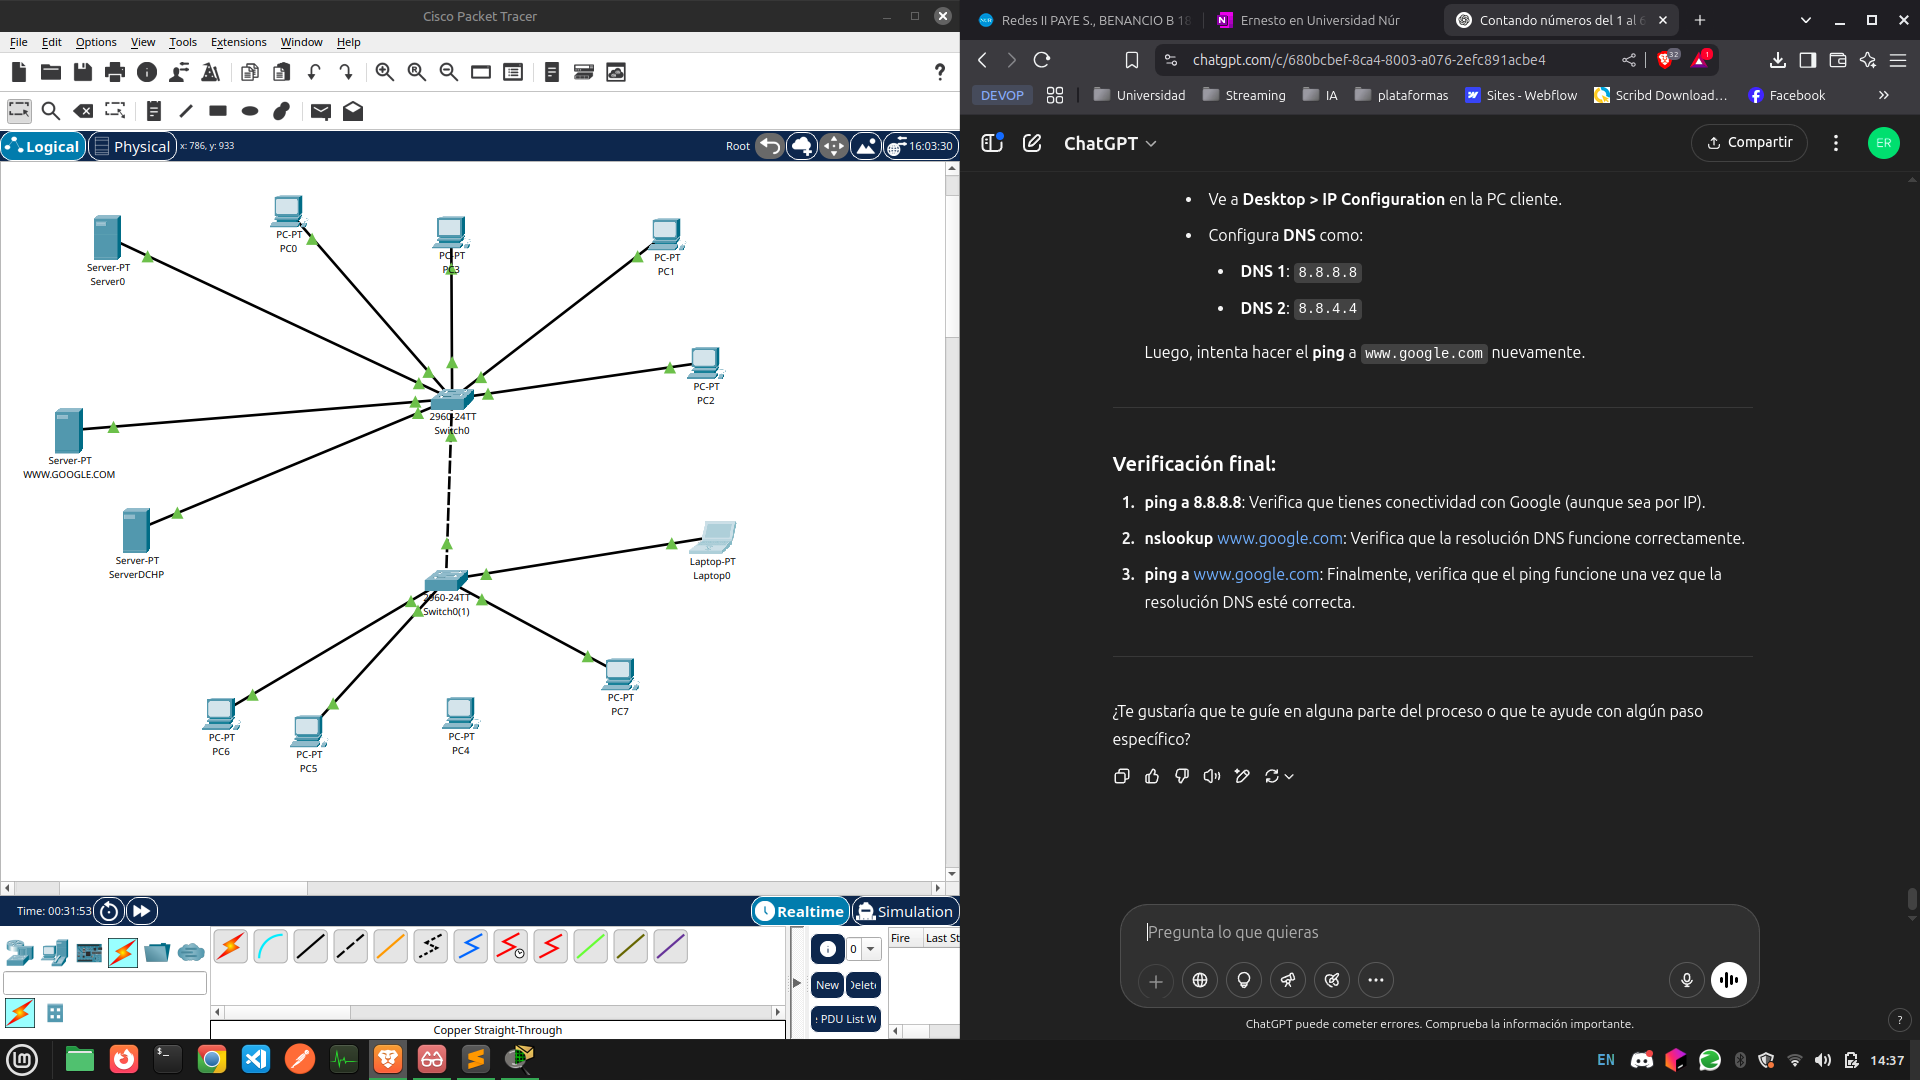 Cisco Packet Tracer
File Edit Options View Tools Extensions Window Help
Logical Physical x: 786, y: 933 Root 16:03:30
PC-PT
PC0
Server-PT
Server0
PC-PT
PC3
PC-PT
PC1
PC-PT
PC2
2960-24TT
Switch0
Server-PT
WWW.GOOGLE.COM
Server-PT
ServerDCHP
Laptop-PT
Laptop0
2960-24TT
Switch0(1)
PC-PT
PC7
PC-PT
PC6
PC-PT
PC5
PC-PT
PC4
Time: 00:31:53 Realtime Simulation
0
Fire Last St
New Delete
PDU List W
Copper Straight-Through
Redes II PAYE S., BENANCIO B 18
Ernesto en Universidad Núr
Contando números del 1 al 6
chatgpt.com/c/680bcbef-8ca4-8003-a076-2efc891acbe4
32
1
DEVOP Universidad Streaming IA plataformas Sites - Webflow Scribd Download... Facebook
ChatGPT Compartir ER
• Ve a Desktop > IP Configuration en la PC cliente.
• Configura DNS como:
• DNS 1: 8.8.8.8
• DNS 2: 8.8.4.4
Luego, intenta hacer el ping a www.google.com nuevamente.
Verificación final:
1. ping a 8.8.8.8: Verifica que tienes conectividad con Google (aunque sea por IP).
2. nslookup www.google.com: Verifica que la resolución DNS funcione correctamente.
3. ping a www.google.com: Finalmente, verifica que el ping funcione una vez que la
resolución DNS esté correcta.
¿Te gustaría que te guíe en alguna parte del proceso o que te ayude con algún paso
específico?
Pregunta lo que quieras
ChatGPT puede cometer errores. Comprueba la información importante.
?
EN 14:37